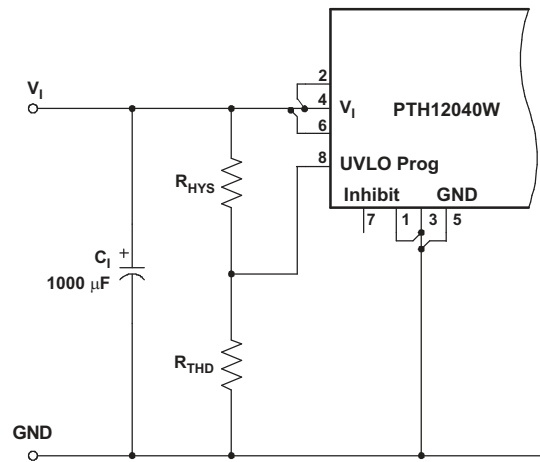 2
V_I
4
V_I
PTH12040W
6
8
UVLO Prog
R_HYS
Inhibit
GND
7
1
3
5
+
C_I
1000 μF
R_THD
GND